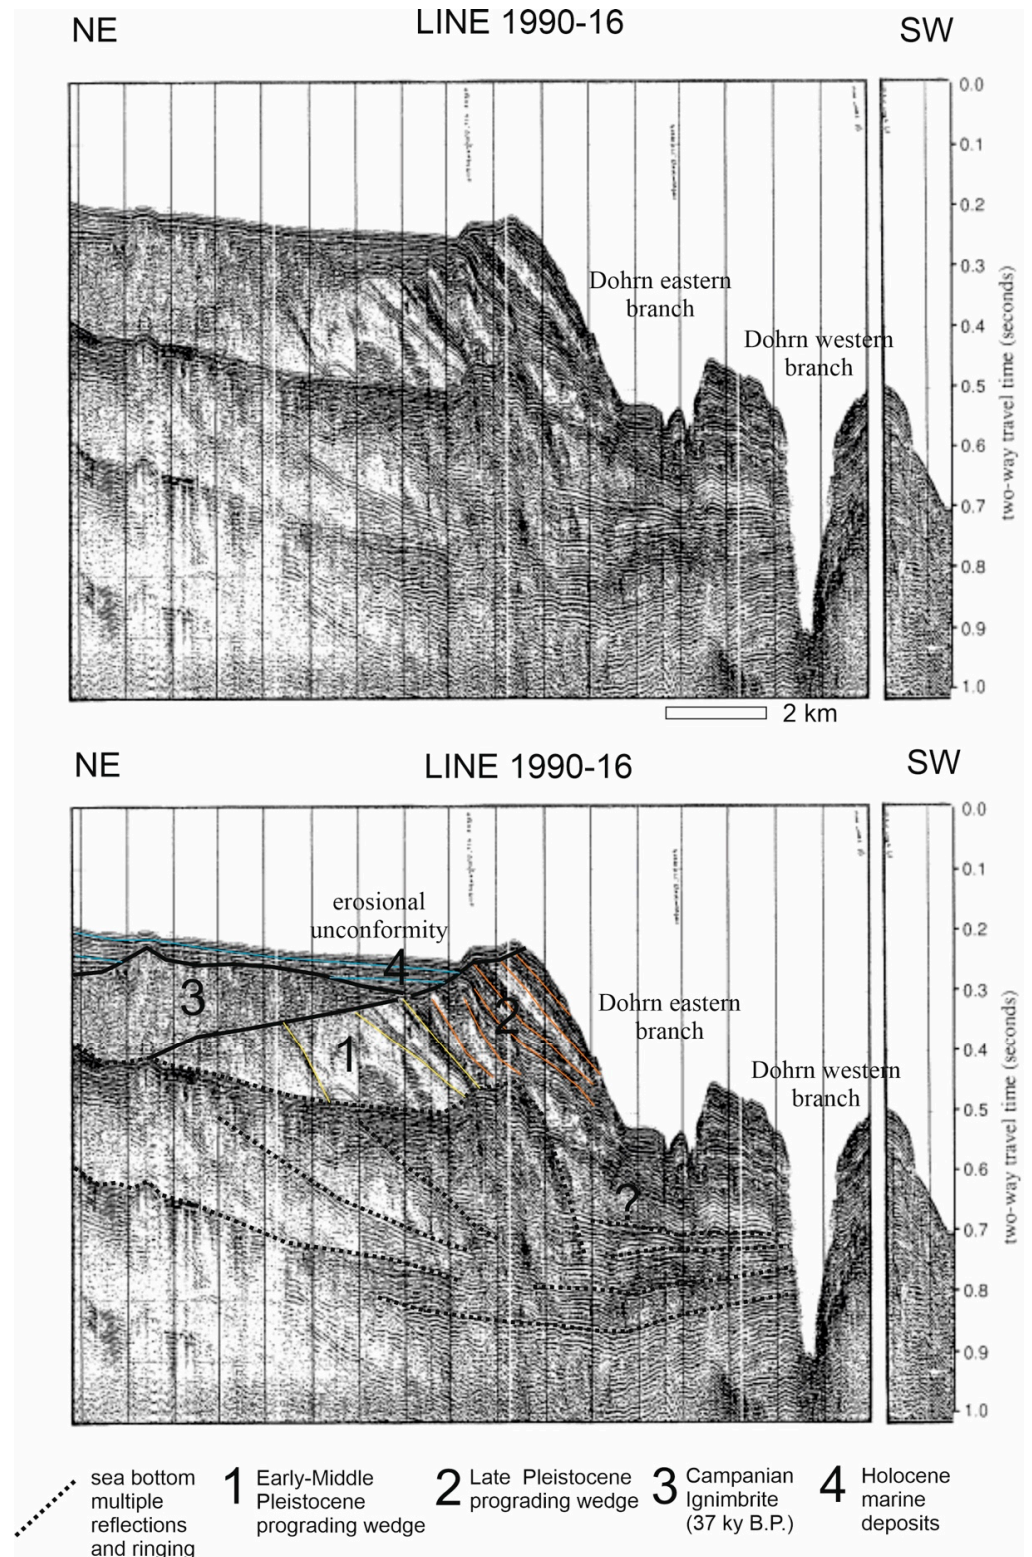 LINE 1990-16
NE
SW
0.0
0.1
0.2
0.3
0.4
0.5
0.6
0.7
0.8
0.9
1.0
two-way travel time (seconds)
Dohrn eastern
branch
Dohrn western
branch
2 km
NE
LINE 1990-16
SW
0.0
0.1
0.2
0.3
0.4
0.5
0.6
0.7
0.8
0.9
1.0
two-way travel time (seconds)
erosional
unconformity
4
3
2
1
Dohrn eastern
branch
Dohrn western
branch
?
sea bottom
multiple
reflections
and ringing
1 Early-Middle
Pleistocene
prograding wedge
2 Late Pleistocene
prograding wedge
3 Campanian
Ignimbrite
(37 ky B.P.)
4 Holocene
marine
deposits